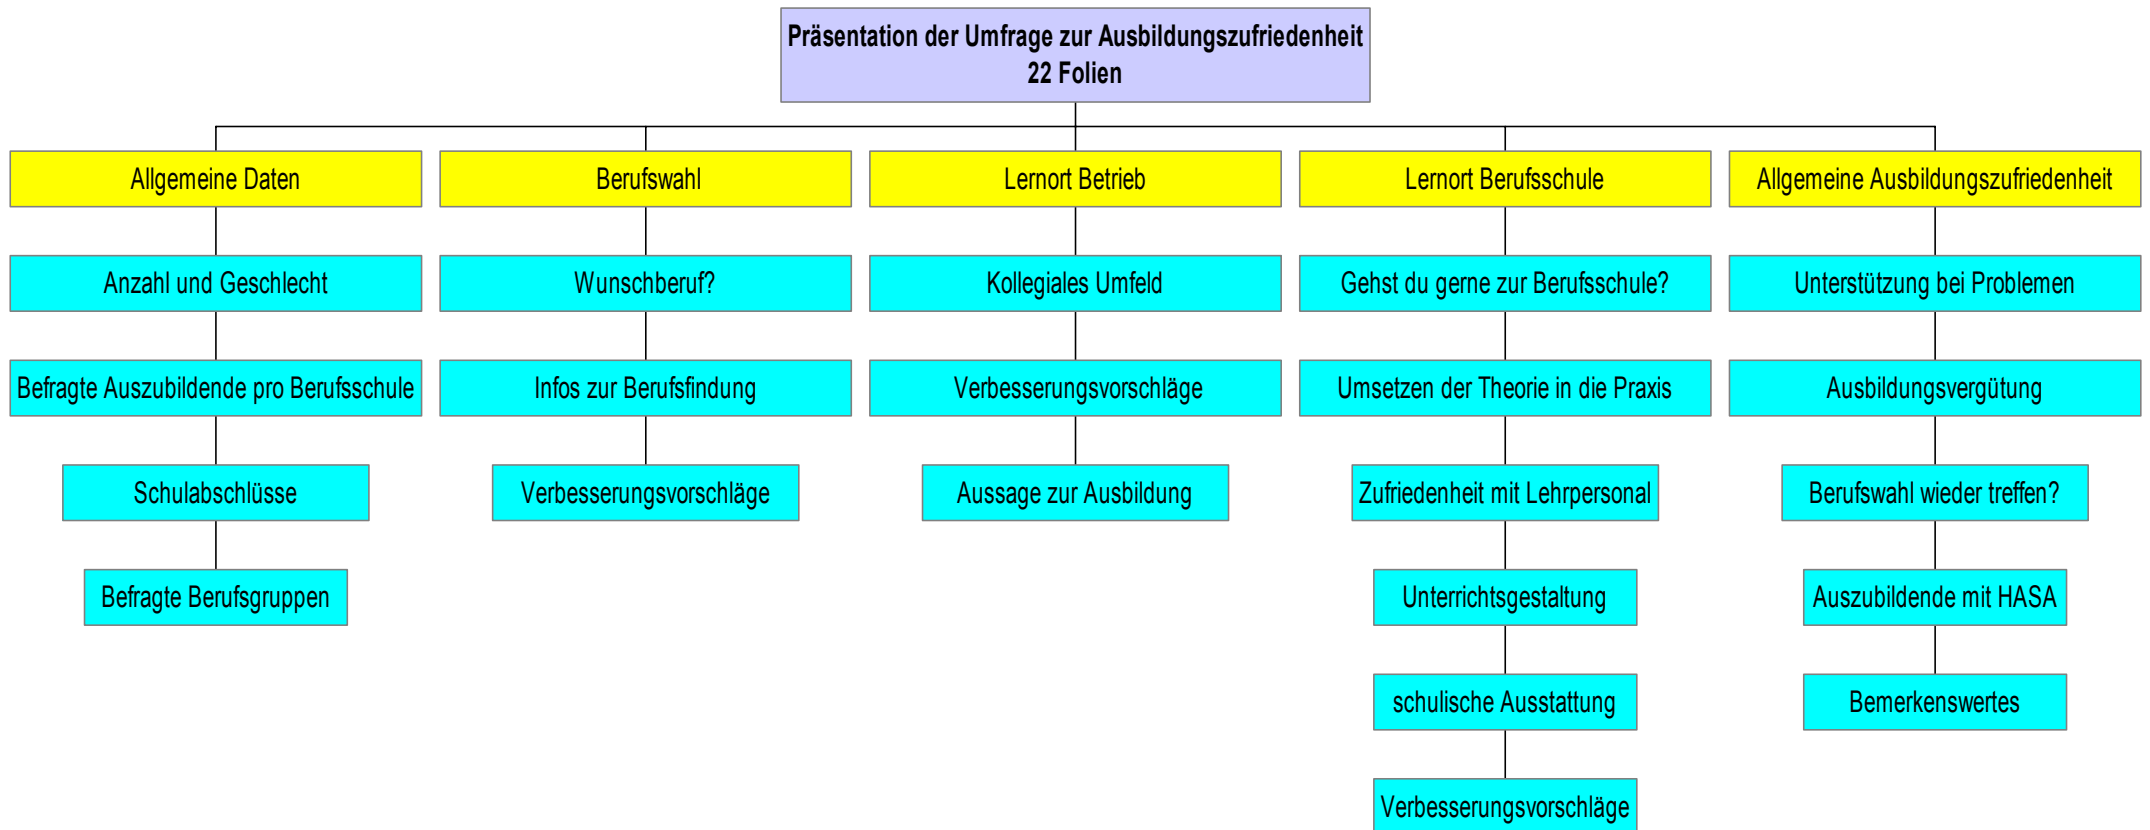 Präsentation der Umfrage zur Ausbildungszufriedenheit
22 Folien
Allgemeine Daten
Anzahl und Geschlecht
Befragte Auszubildende pro Berufsschule
Schulabschlüsse
Befragte Berufsgruppen
Berufswahl
Wunschberuf?
Infos zur Berufsfindung
Verbesserungsvorschläge
Lernort Betrieb
Kollegiales Umfeld
Verbesserungsvorschläge
Aussage zur Ausbildung
Lernort Berufsschule
Gehst du gerne zur Berufsschule?
Umsetzen der Theorie in die Praxis
Zufriedenheit mit Lehrpersonal
Unterrichtsgestaltung
schulische Ausstattung
Verbesserungsvorschläge
Allgemeine Ausbildungszufriedenheit
Unterstützung bei Problemen
Ausbildungsvergütung
Berufswahl wieder treffen?
Auszubildende mit HASA
Bemerkenswertes